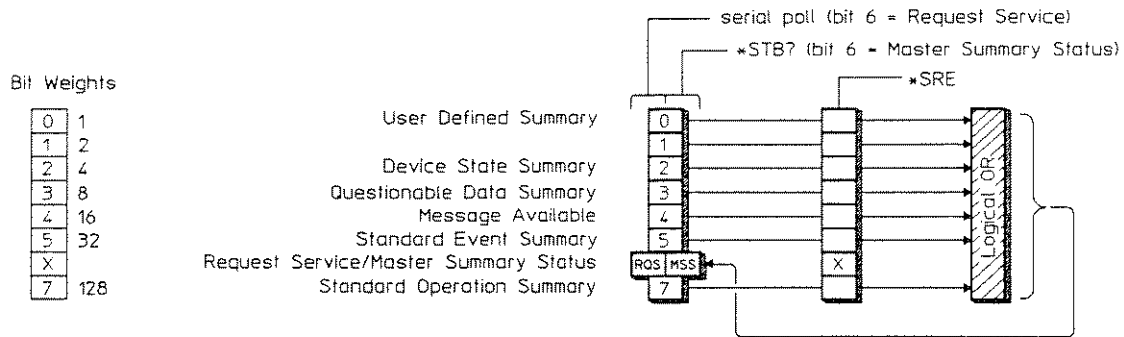 serial poll (bit 6 = Request Service)
*STB? (bit 6 = Master Summary Status)
Bit Weights
*SRE
0 1 User Defined Summary 0
1 2 1
2 4 Device State Summary 2
3 8 Questionable Data Summary 3
4 16 Message Available 4
5 32 Standard Event Summary 5
X Request Service/Master Summary Status RQS MSS X
7 128 Standard Operation Summary 7
Logical OR